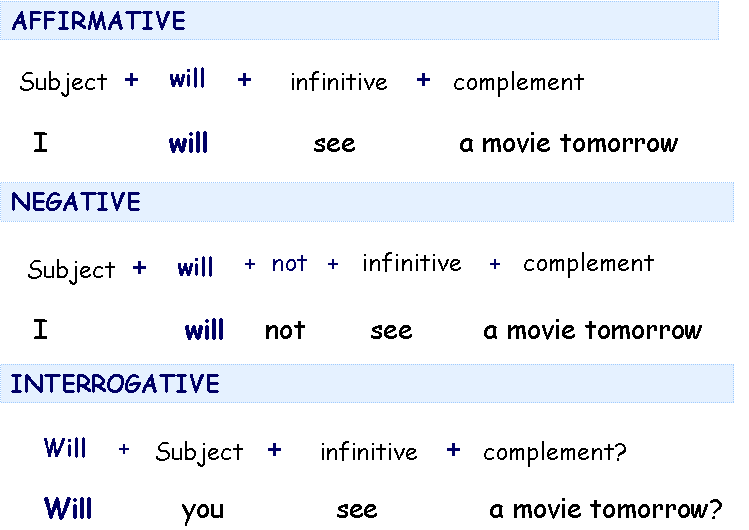 AFFIRMATIVE
Subject + will + infinitive + complement
I will see a movie tomorrow
NEGATIVE
Subject + will + not + infinitive + complement
I will not see a movie tomorrow
INTERROGATIVE
Will + Subject + infinitive + complement?
Will you see a movie tomorrow?